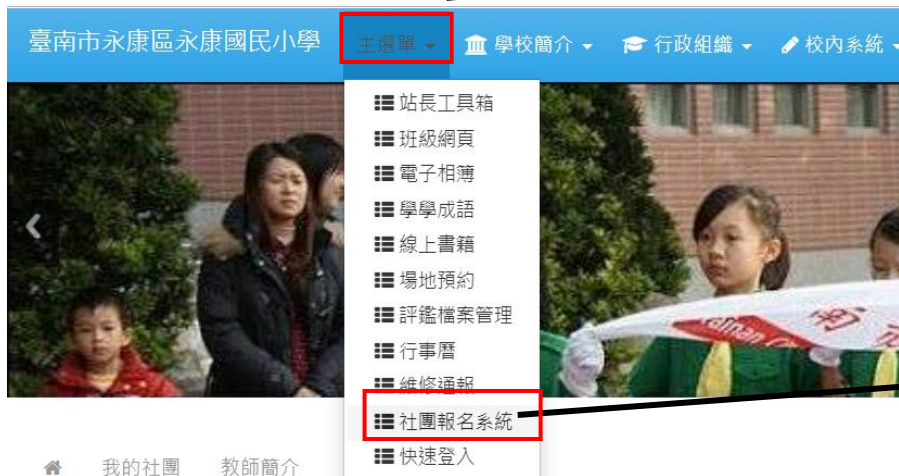 臺南市永康區永康國民小學 主選單 學校簡介 行政組織 校內系統
站長工具箱
班級網頁
電子相簿
學學成語
線上書籍
場地預約
評鑑檔案管理
行事曆
維修通報
社團報名系統
快速登入
我的社團 教師簡介
Tainan